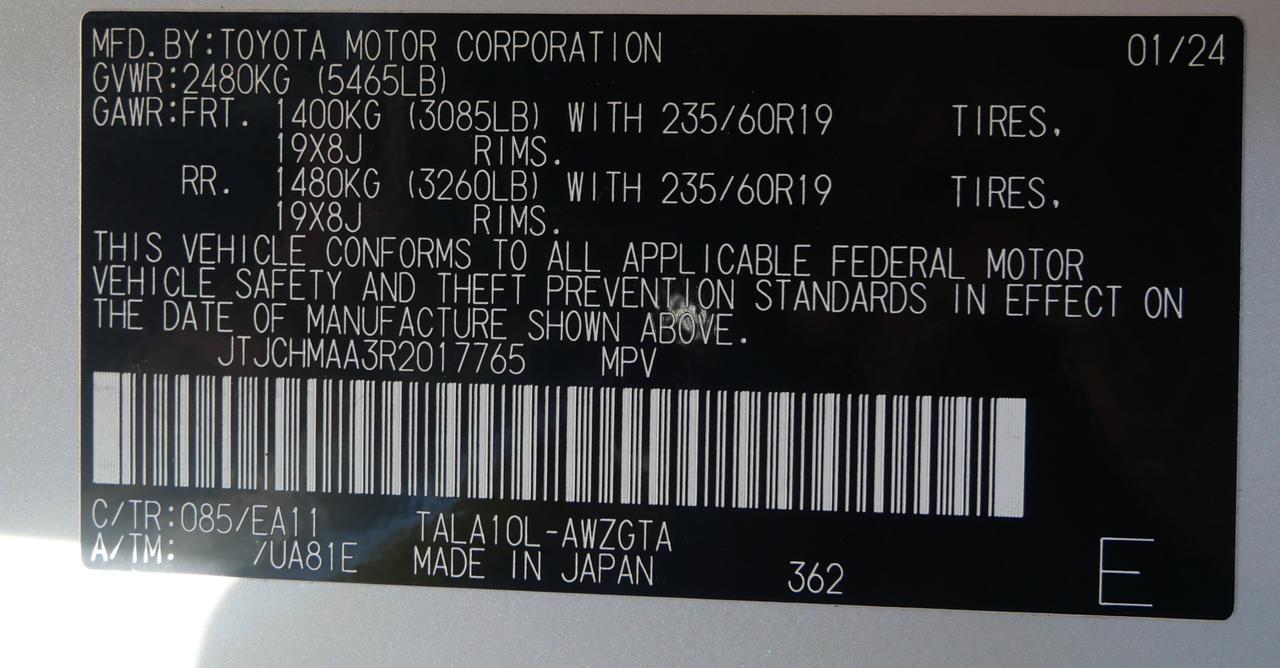 MFD.BY:TOYOTA MOTOR CORPORATION 01/24
GVWR:2480KG (5465LB)
GAWR:FRT. 1400KG (3085LB) WITH 235/60R19 TIRES,
19X8J RIMS.
RR. 1480KG (3260LB) WITH 235/60R19 TIRES,
19X8J RIMS.
THIS VEHICLE CONFORMS TO ALL APPLICABLE FEDERAL MOTOR
VEHICLE SAFETY AND THEFT PREVENTION STANDARDS IN EFFECT ON
THE DATE OF MANUFACTURE SHOWN ABOVE.
JTJCHMAA3R2017765 MPV
C/TR:085/EA11 TALA10L-AWZGTA
A/TM: /UA81E MADE IN JAPAN 362 E